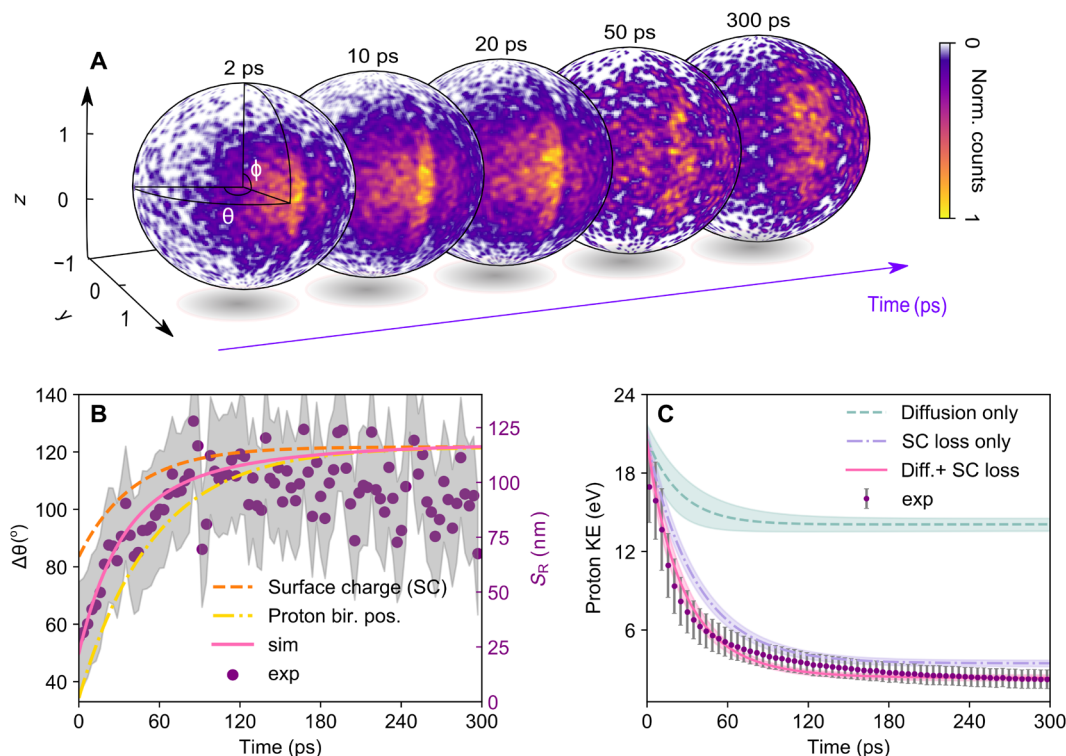 A
2 ps
10 ps
20 ps
50 ps
300 ps
0
Norm. counts
1
z
1
0
−1
0
1
y
ϕ
θ
Time (ps)
B
140
120
100
80
60
40
Δθ(°)
0
60
120
180
240
300
Time (ps)
100
75
50
25
0
S_R (nm)
Surface charge (SC)
Proton bir. pos.
sim
exp
C
24
18
12
6
Proton KE (eV)
0
60
120
180
240
300
Time (ps)
Diffusion only
SC loss only
Diff.+ SC loss
exp